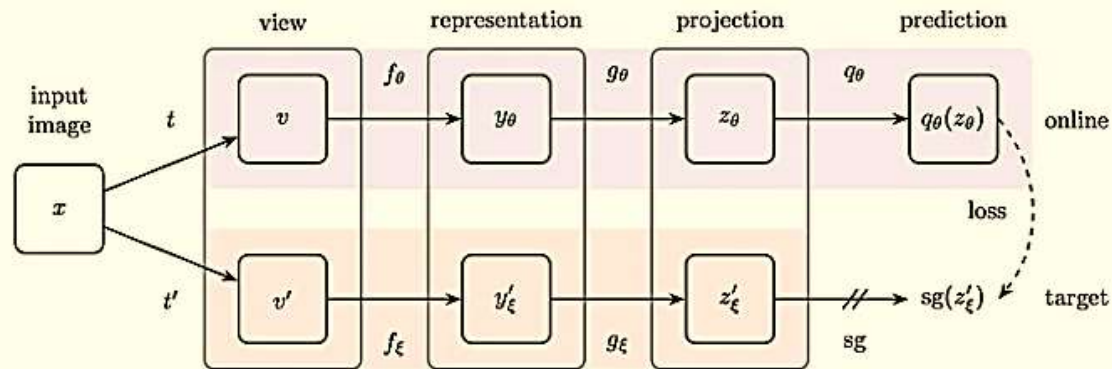 view representation projection prediction
input
image
t f_θ g_θ q_θ
v y_θ z_θ q_θ(z_θ) online
x
loss
t′ v′ y′_ξ z′_ξ sg(z′_ξ) target
f_ξ g_ξ sg